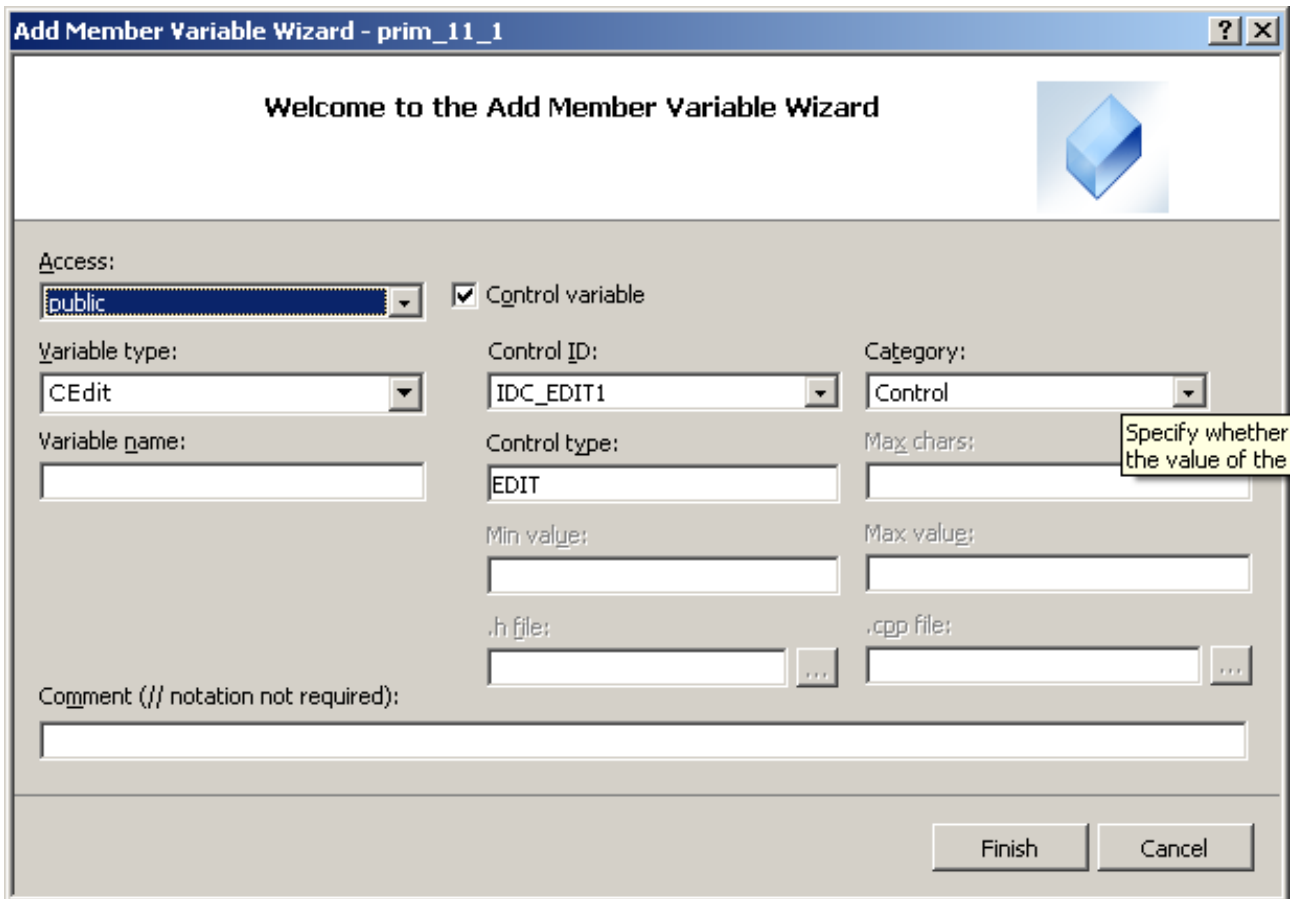 Add Member Variable Wizard - prim_11_1
Welcome to the Add Member Variable Wizard
Access:
public
Control variable
Variable type:
Control ID:
Category:
CEdit
IDC_EDIT1
Control
Variable name:
Control type:
Max chars:
Specify whether
the value of the
EDIT
Min value:
Max value:
.h file:
.cpp file:
...
...
Comment (// notation not required):
Finish
Cancel